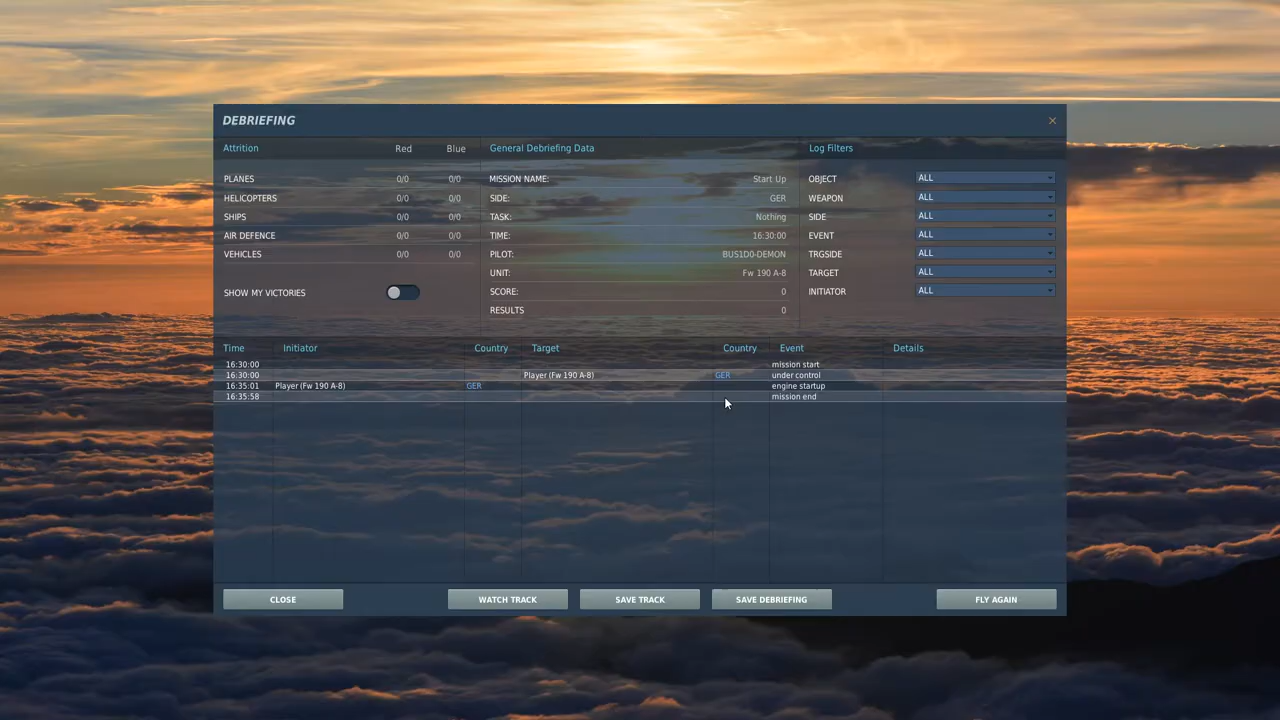 DEBRIEFING
Attrition Red Blue
PLANES 0/0 0/0
HELICOPTERS 0/0 0/0
SHIPS 0/0 0/0
AIR DEFENCE 0/0 0/0
VEHICLES 0/0 0/0
SHOW MY VICTORIES
General Debriefing Data
MISSION NAME: Start Up
SIDE: GER
TASK: Nothing
TIME: 16:30:00
PILOT: BUS1D0-DEMON
UNIT: Fw 190 A-8
SCORE: 0
RESULTS 0
Log Filters
OBJECT ALL
WEAPON ALL
SIDE ALL
EVENT ALL
TRGSIDE ALL
TARGET ALL
INITIATOR ALL
Time Initiator Country Target Country Event Details
16:30:00 mission start
16:30:00 Player (Fw 190 A-8) GER under control
16:35:01 Player (Fw 190 A-8) GER engine startup
16:35:58 mission end
CLOSE WATCH TRACK SAVE TRACK SAVE DEBRIEFING FLY AGAIN